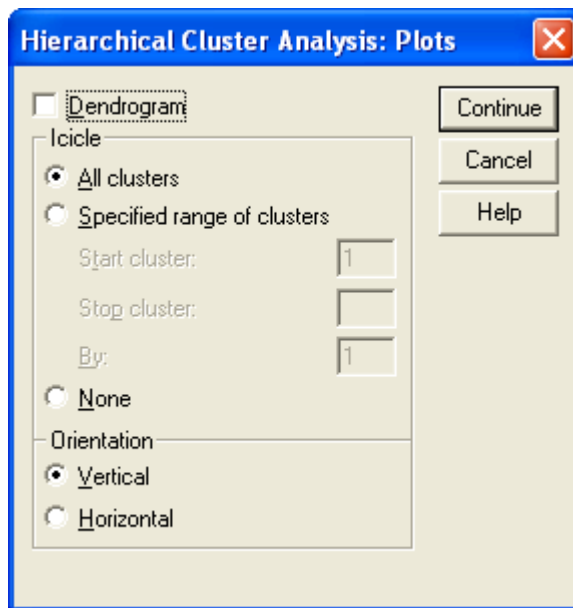 Hierarchical Cluster Analysis: Plots
Dendrogram
Icicle
All clusters
Specified range of clusters
Start cluster: 1
Stop cluster:
By: 1
None
Orientation
Vertical
Horizontal
Continue
Cancel
Help